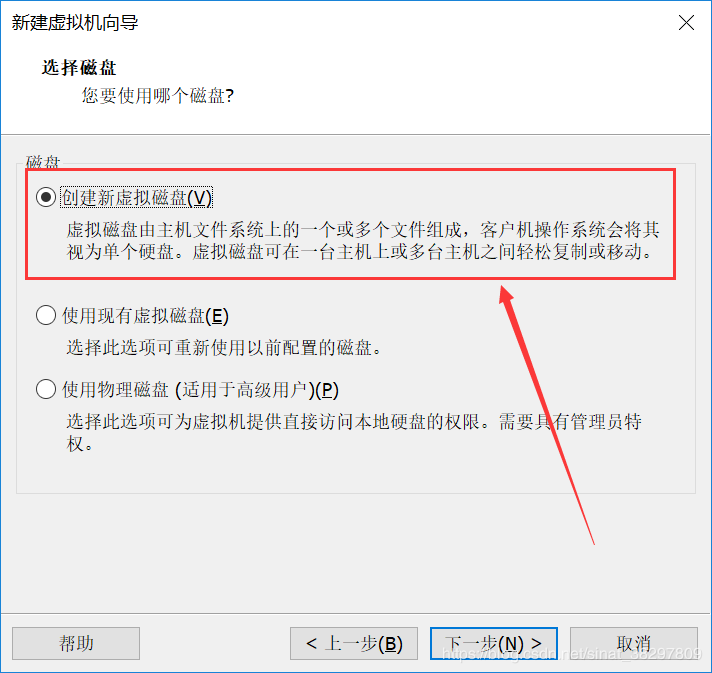 新建虚拟机向导
选择磁盘
您要使用哪个磁盘?
磁盘
创建新虚拟磁盘(V)
虚拟磁盘由主机文件系统上的一个或多个文件组成，客户机操作系统会将其
视为单个硬盘。虚拟磁盘可在一台主机上或多台主机之间轻松复制或移动。
使用现有虚拟磁盘(E)
选择此选项可重新使用以前配置的磁盘。
使用物理磁盘 (适用于高级用户)(P)
选择此选项可为虚拟机提供直接访问本地硬盘的权限。需要具有管理员特
权。
帮助
< 上一步(B)
下一步(N) >
取消
https://blog.csdn.net/sinat_38297809